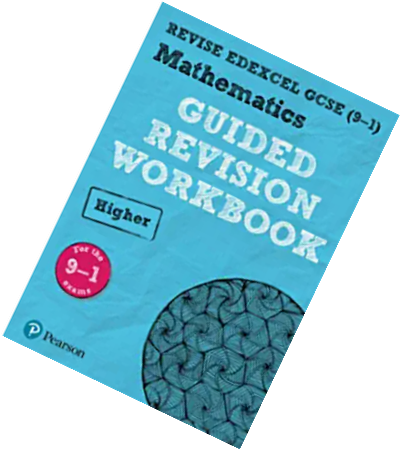 REVISE EDEXCEL GCSE (9–1)
Mathematics
GUIDED
REVISION
WORKBOOK
Higher
For the
9–1
exams
P
Pearson